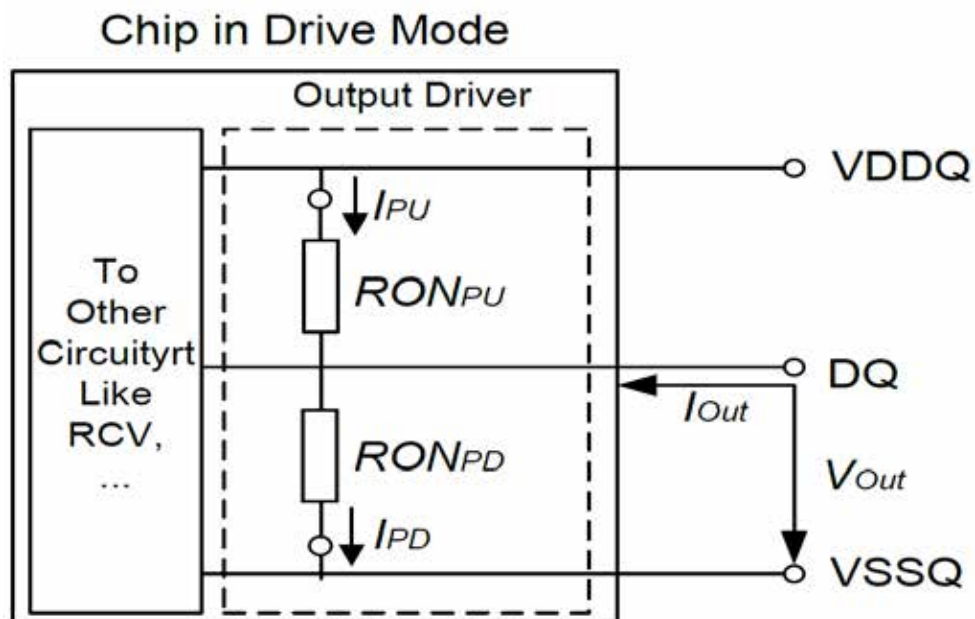 Chip in Drive Mode
Output Driver
To
Other
Circuityrt
Like
RCV,
...
IPU
RONPU
RONPD
IPD
VDDQ
DQ
IOut
VOut
VSSQ